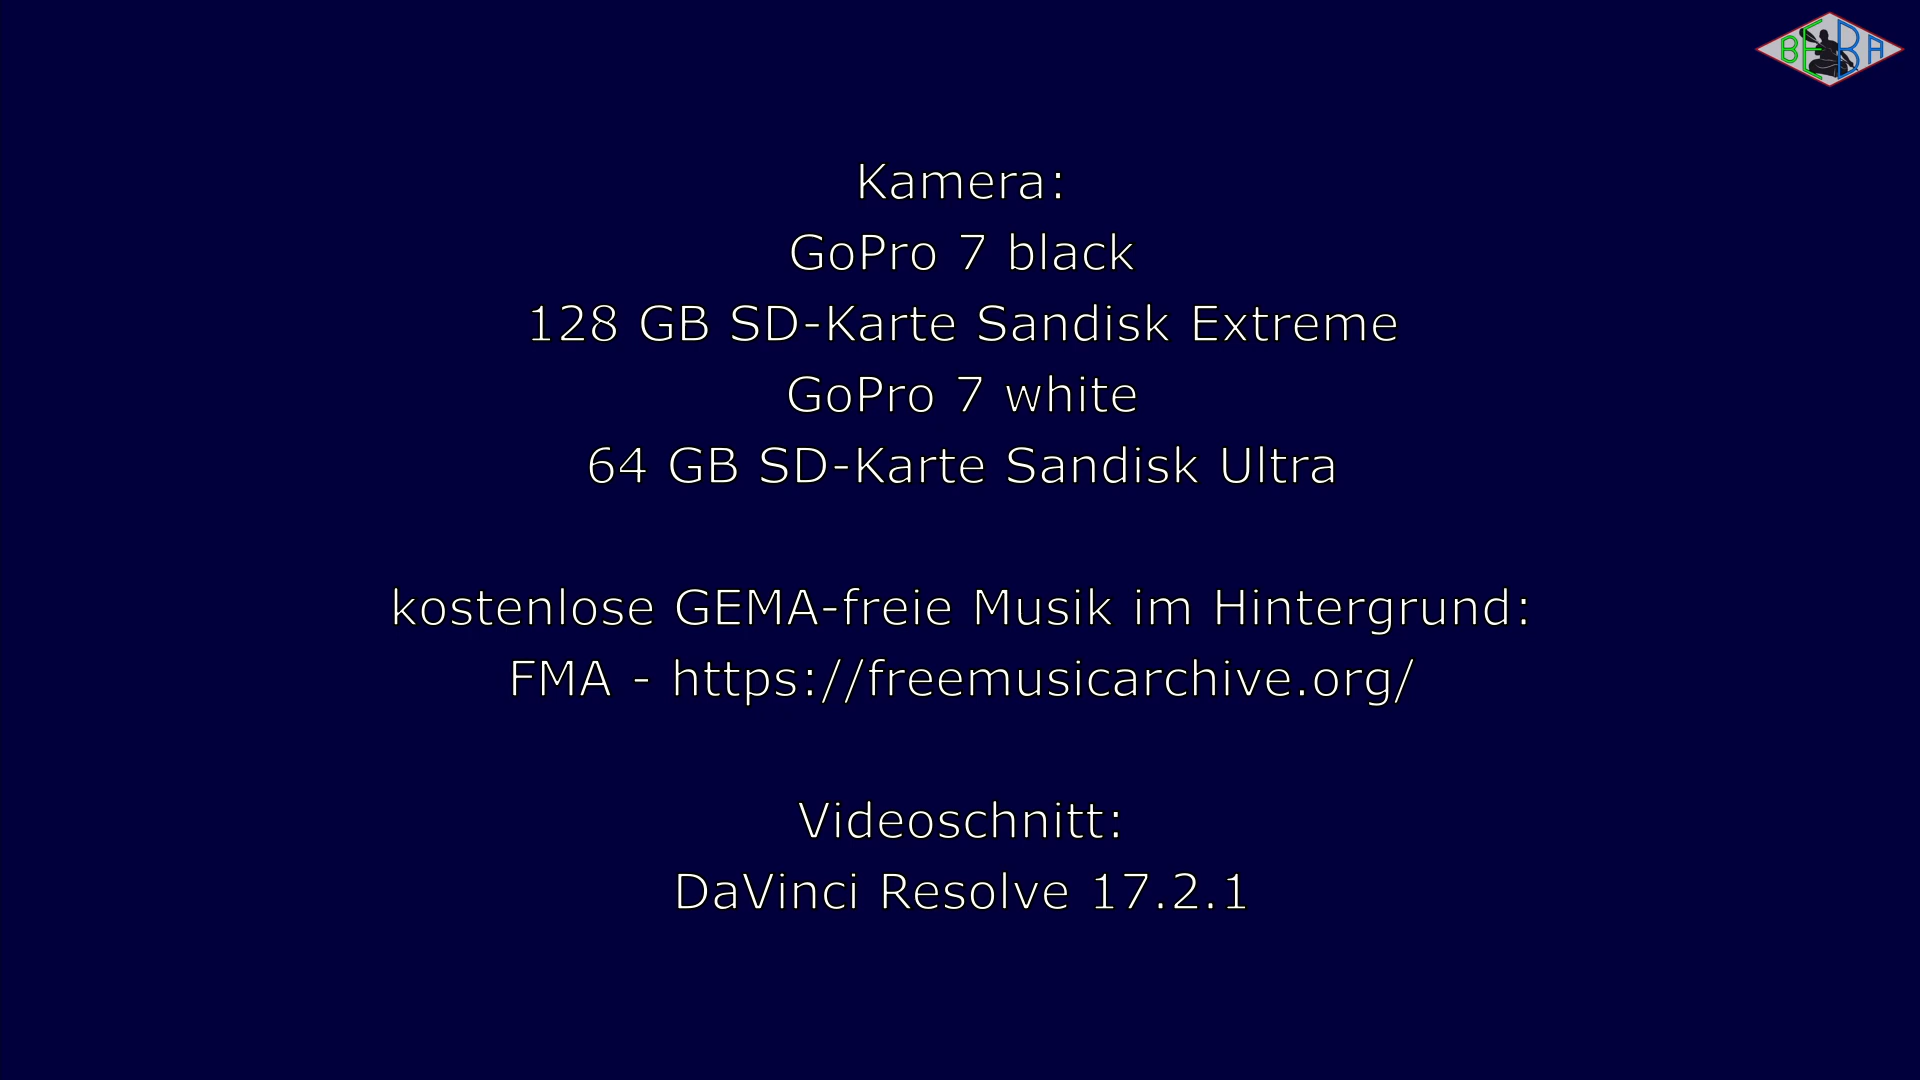 BEBA
Kamera:
GoPro 7 black
128 GB SD-Karte Sandisk Extreme
GoPro 7 white
64 GB SD-Karte Sandisk Ultra
kostenlose GEMA-freie Musik im Hintergrund:
FMA - https://freemusicarchive.org/
Videoschnitt:
DaVinci Resolve 17.2.1